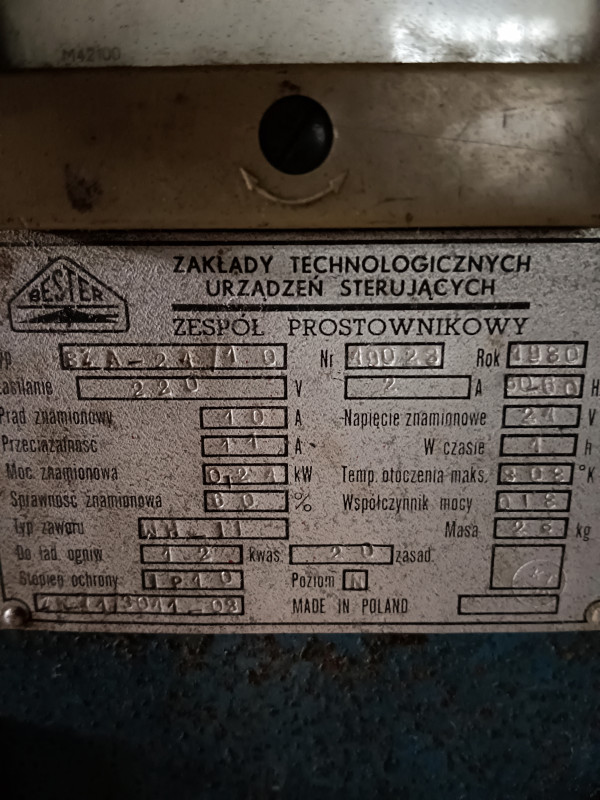 M42100
BESTER
ZAKŁADY TECHNOLOGICZNYCH
URZĄDZEŃ STERUJĄCYCH
ZESPÓŁ PROSTOWNIKOWY
Typ Nr Rok 1980
Zasilanie 220 V 2 A 50-60 H
Prąd znamionowy 10 A Napięcie znamionowe 24 V
Przeciążalność 11 A W czasie 1 h
Moc znamionowa 0,24 kW Temp. otoczenia maks. 308 °K
Sprawność znamionowa 60 % Współczynnik mocy
Typ zaworu Masa 28 kg
Do ład. ogniw 12 kwas. 20 zasad.
Stopień ochrony IP10 Poziom N
MADE IN POLAND